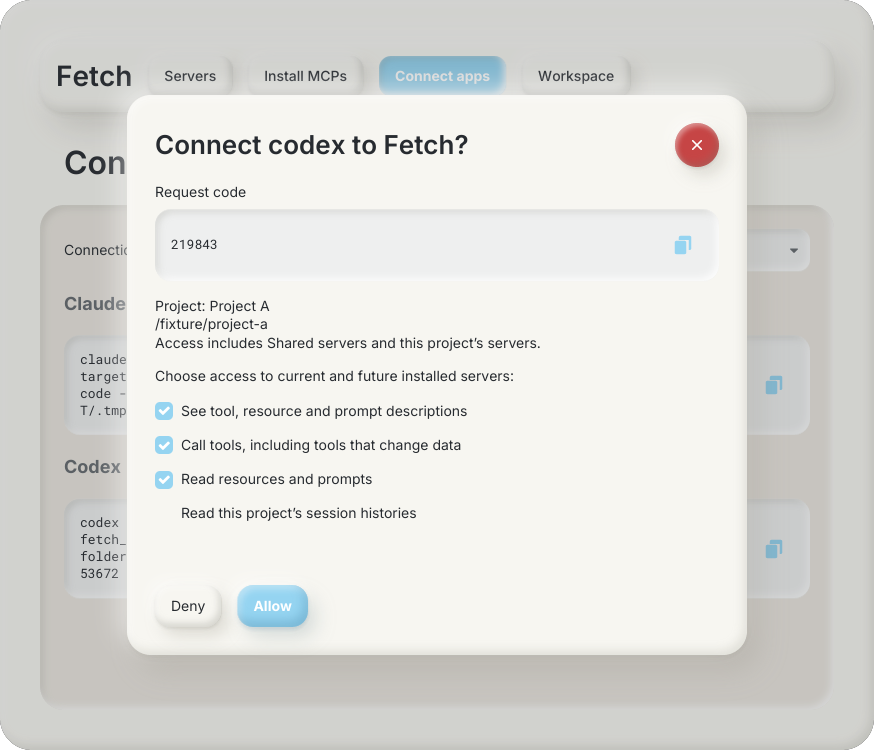 Fetch
Servers
Install MCPs
Connect apps
Workspace
Connect codex to Fetch?
Con
Request code
219843
Project: Project A
/fixture/project-a
Access includes Shared servers and this project's servers.
Choose access to current and future installed servers:
See tool, resource and prompt descriptions
Call tools, including tools that change data
Read resources and prompts
Read this project's session histories
Deny
Allow
Connectio
Claude
claude
target
code -
T/.tmp
Codex
codex
fetch_
folder
53672